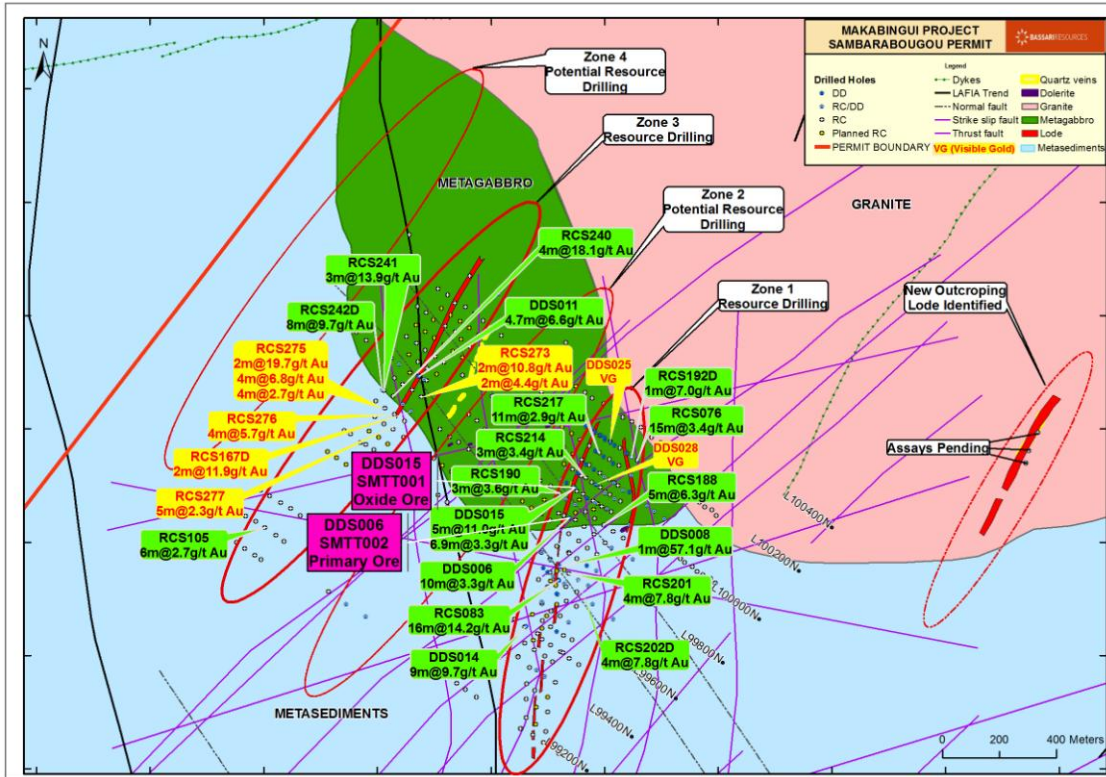 MAKABINGUI PROJECT
SAMBARABOUGOU PERMIT
BASSARIRESOURCES
Legend
Drilled Holes
DD
RC/DD
RC
Planned RC
PERMIT BOUNDARY
Dykes
LAFIA Trend
Normal fault
Strike slip fault
Thrust fault
VG (Visible Gold)
Quartz veins
Dolerite
Granite
Metagabbro
Lode
Metasediments
N
Zone 4
Potential Resource
Drilling
Zone 3
Resource Drilling
Zone 2
Potential Resource
Drilling
Zone 1
Resource Drilling
METAGABBRO
GRANITE
New Outcroping
Lode Identified
Assays Pending
RCS240
4m@18.1g/t Au
RCS241
3m@13.9g/t Au
RCS242D
8m@9.7g/t Au
DDS011
4.7m@6.6g/t Au
RCS275
2m@19.7g/t Au
4m@6.8g/t Au
4m@2.7g/t Au
RCS273
2m@10.8g/t Au
2m@4.4g/t Au
DDS025
VG
RCS192D
1m@7.0g/t Au
RCS217
11m@2.9g/t Au
RCS076
15m@3.4g/t Au
RCS276
4m@5.7g/t Au
RCS214
3m@3.4g/t Au
DDS028
VG
RCS167D
2m@11.9g/t Au
DDS015
SMTT001
Oxide Ore
RCS190
3m@3.6g/t Au
RCS188
5m@6.3g/t Au
RCS277
5m@2.3g/t Au
DDS015
5m@11.0g/t Au
6.9m@3.3g/t Au
RCS105
6m@2.7g/t Au
DDS006
SMTT002
Primary Ore
DDS008
1m@57.1g/t Au
DDS006
10m@3.3g/t Au
RCS201
4m@7.8g/t Au
RCS083
16m@14.2g/t Au
RCS202D
4m@7.8g/t Au
DDS014
9m@9.7g/t Au
METASEDIMENTS
L100400N
L100200N
L100000N
L99800N
L99600N
L99400N
L99200N
0 200 400 Meters